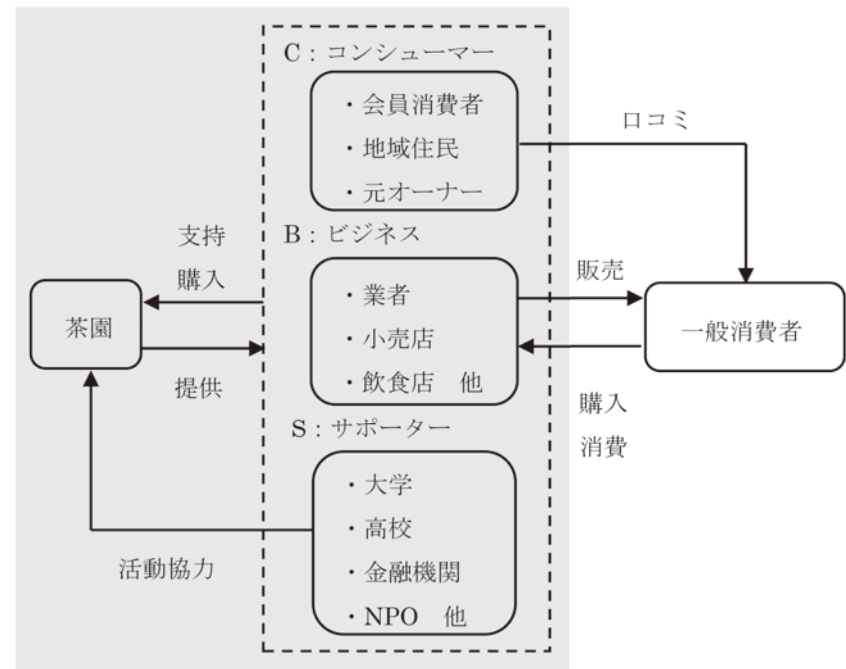 C：コンシューマー
・会員消費者
・地域住民
・元オーナー
口コミ
支持
購入
B：ビジネス
・業者
・小売店
・飲食店　他
茶園
提供
販売
一般消費者
購入
消費
S：サポーター
・大学
・高校
・金融機関
・NPO　他
活動協力